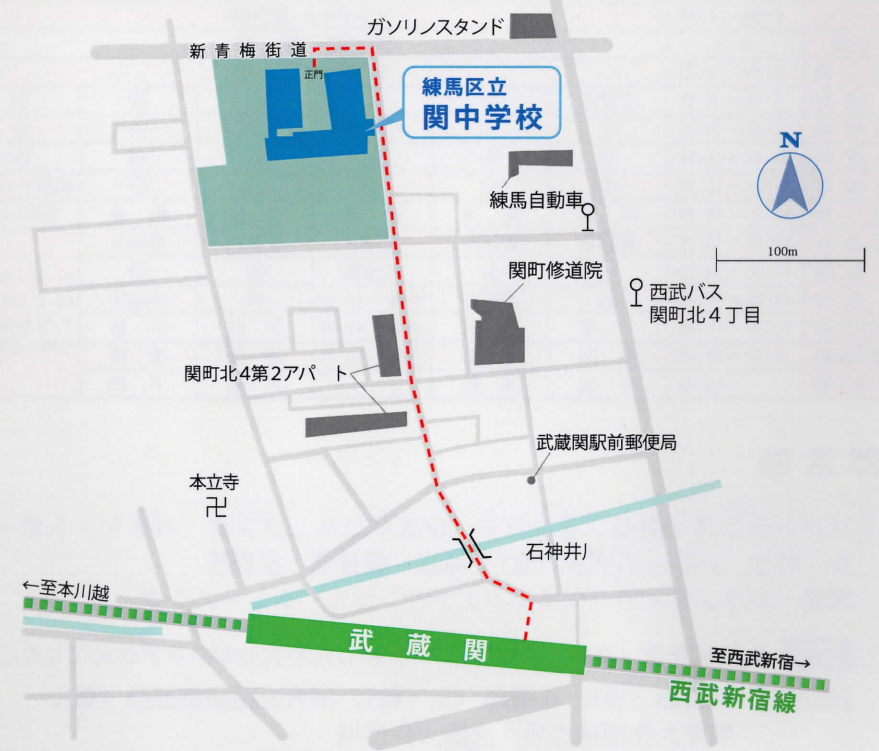 ガソリンスタンド
新青梅街道
正門
練馬区立
関中学校
N
練馬自動車
100m
関町修道院
西武バス
関町北4丁目
関町北4第2アパート
武蔵関駅前郵便局
本立寺
卍
石神井川
←至本川越
武蔵関
至西武新宿→
西武新宿線